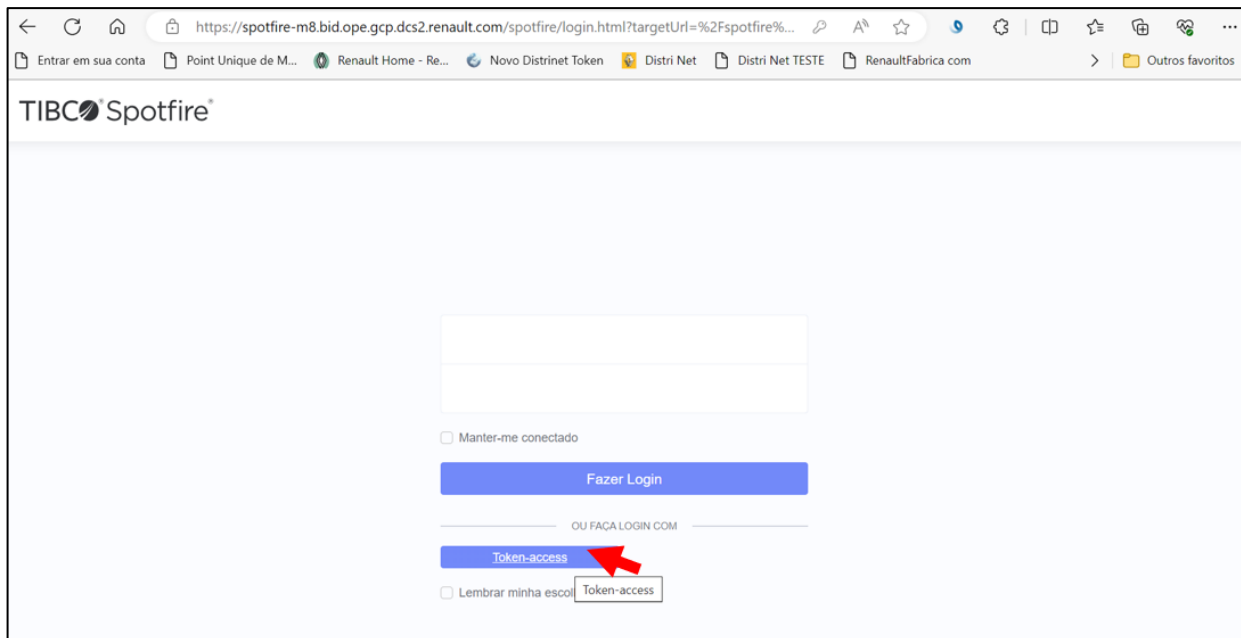 https://spotfire-m8.bid.ope.gcp.dcs2.renault.com/spotfire/login.html?targetUrl=%2Fspotfire%...
Entrar em sua conta Point Unique de M... Renault Home - Re... Novo Distrinet Token Distri Net Distri Net TESTE RenaultFabrica com Outros favoritos
TIBCO® Spotfire®
Manter-me conectado
Fazer Login
OU FAÇA LOGIN COM
Token-access
Lembrar minha escol
Token-access